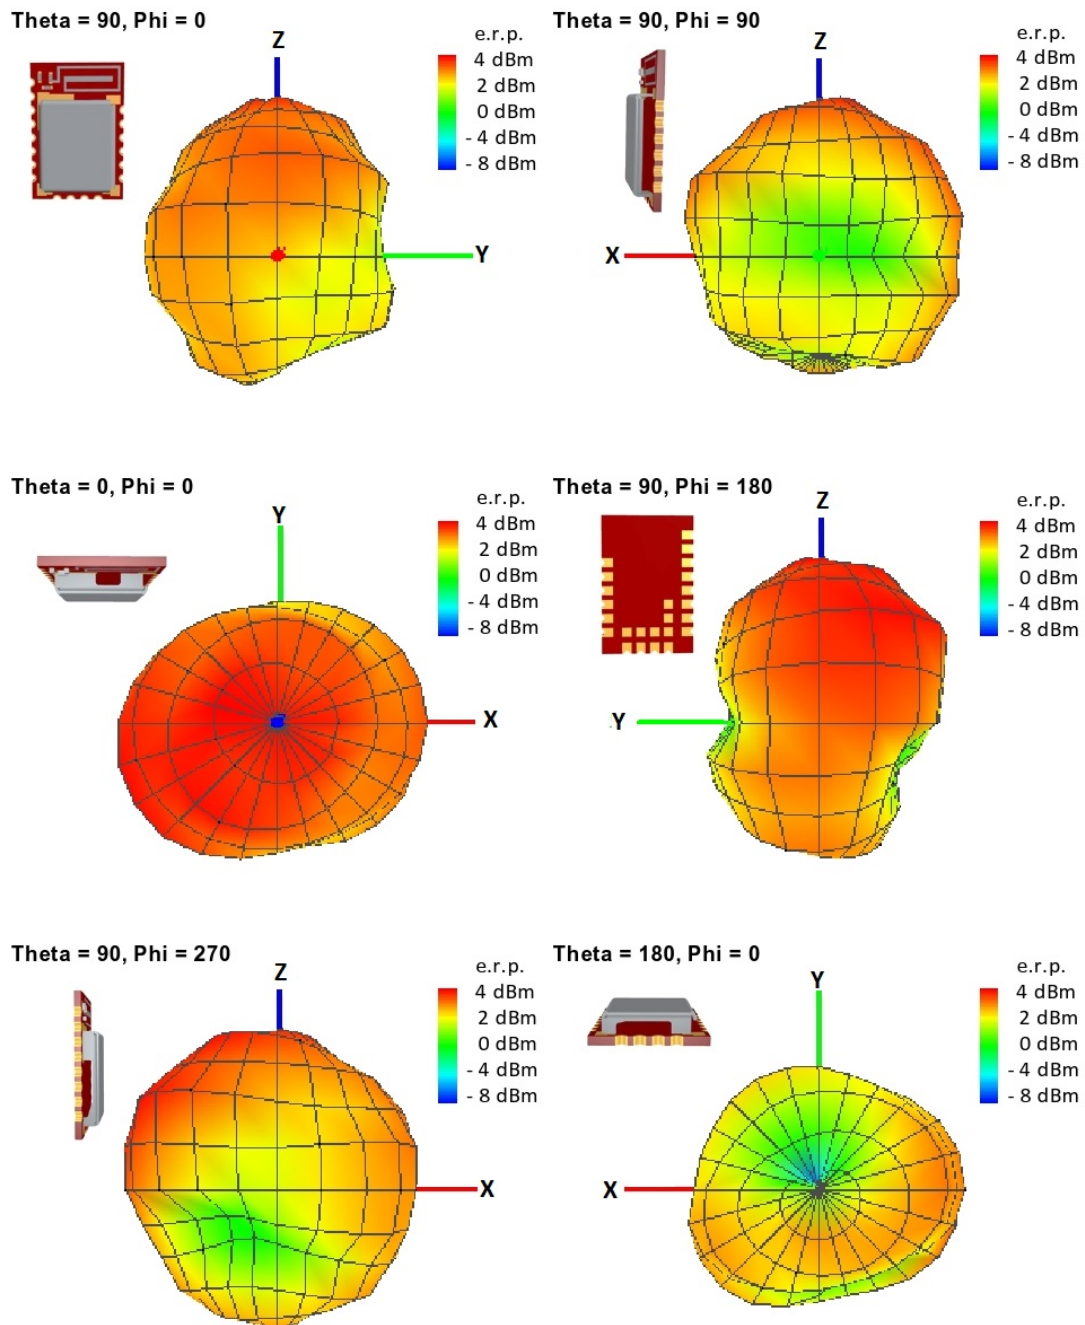 Theta = 90, Phi = 0
Z
e.r.p.
4 dBm
2 dBm
0 dBm
- 4 dBm
- 8 dBm
Y
Theta = 90, Phi = 90
Z
e.r.p.
4 dBm
2 dBm
0 dBm
- 4 dBm
- 8 dBm
X
Theta = 0, Phi = 0
Y
e.r.p.
4 dBm
2 dBm
0 dBm
- 4 dBm
- 8 dBm
X
Theta = 90, Phi = 180
Z
e.r.p.
4 dBm
2 dBm
0 dBm
- 4 dBm
- 8 dBm
Y
Theta = 90, Phi = 270
Z
e.r.p.
4 dBm
2 dBm
0 dBm
- 4 dBm
- 8 dBm
X
Theta = 180, Phi = 0
Y
e.r.p.
4 dBm
2 dBm
0 dBm
- 4 dBm
- 8 dBm
X